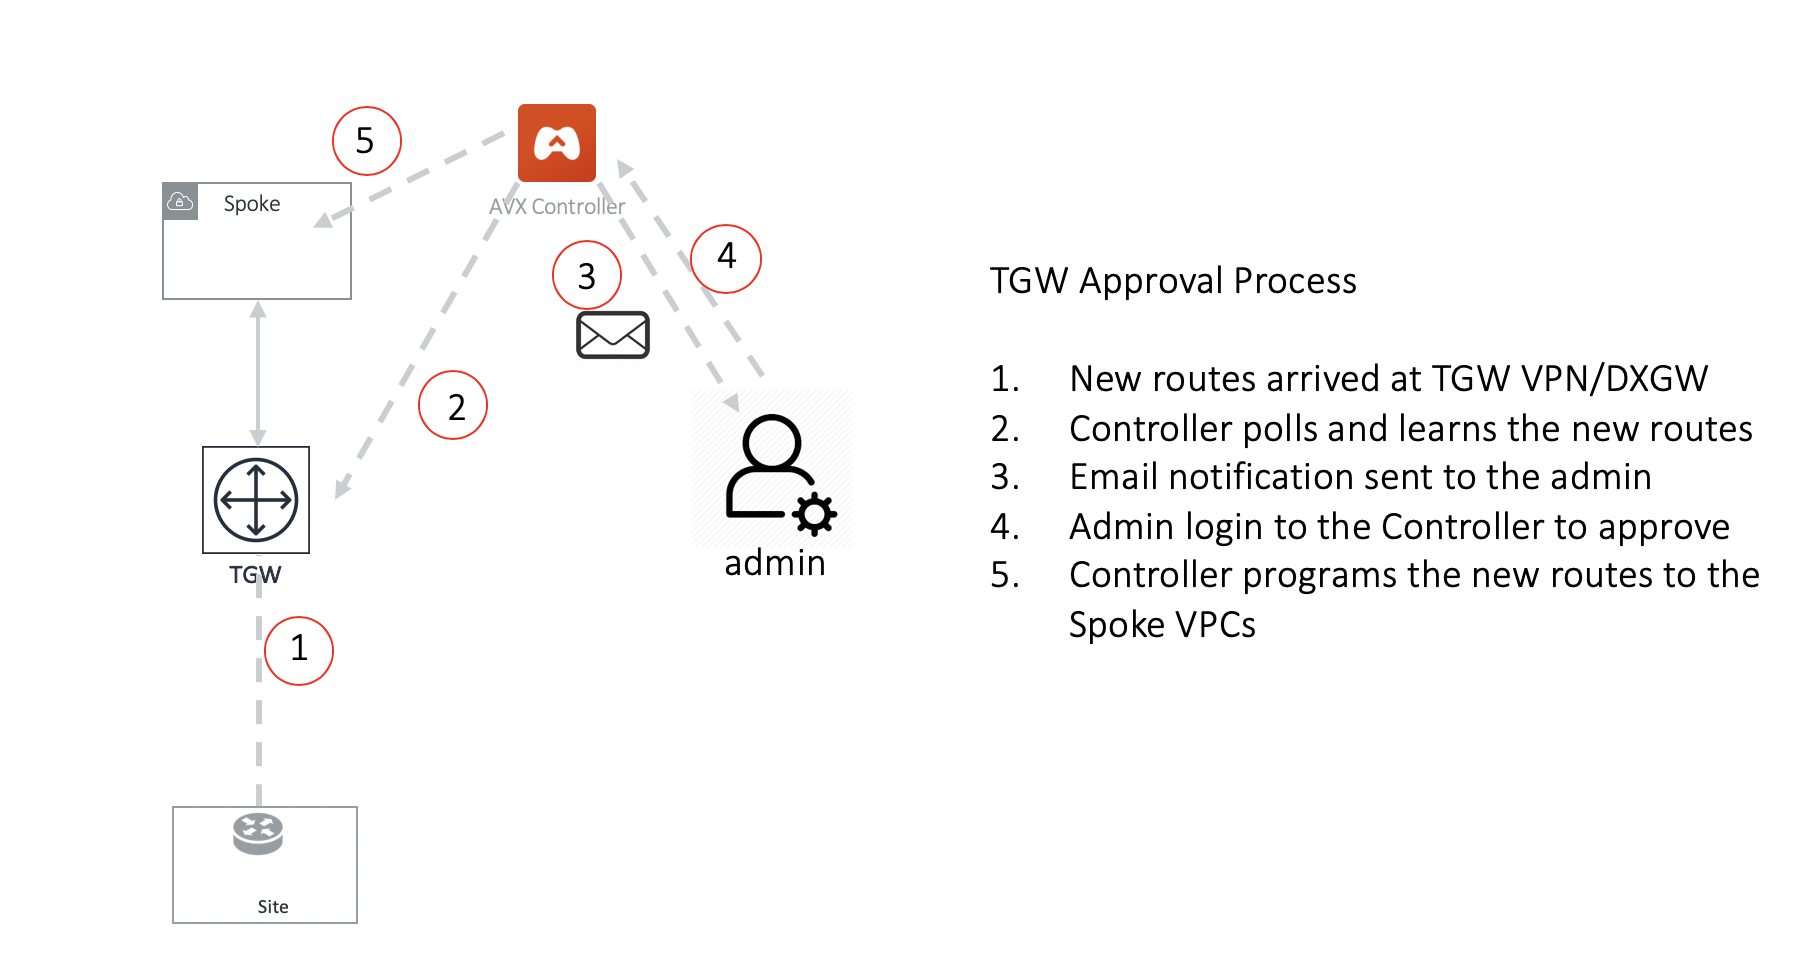 5
Spoke
AVX Controller
4
3
2
admin
TGW
1
Site
TGW Approval Process
1. New routes arrived at TGW VPN/DXGW
2. Controller polls and learns the new routes
3. Email notification sent to the admin
4. Admin login to the Controller to approve
5. Controller programs the new routes to the
Spoke VPCs